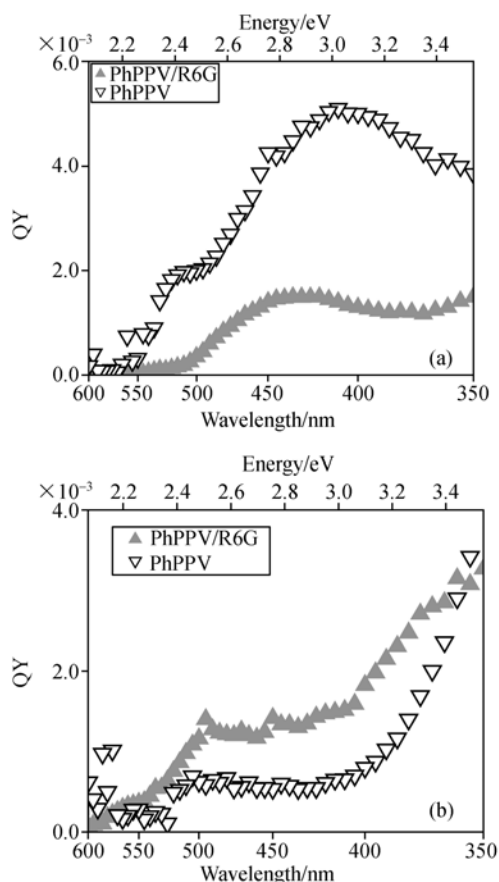 Energy/eV
×10⁻³ 2.2 2.4 2.6 2.8 3.0 3.2 3.4
6.0
PhPPV/R6G
PhPPV
4.0
QY
2.0
(a)
0.0
600 550 500 450 400 350
Wavelength/nm
Energy/eV
×10⁻³ 2.2 2.4 2.6 2.8 3.0 3.2 3.4
4.0
PhPPV/R6G
PhPPV
QY
2.0
(b)
0.0
600 550 500 450 400 350
Wavelength/nm